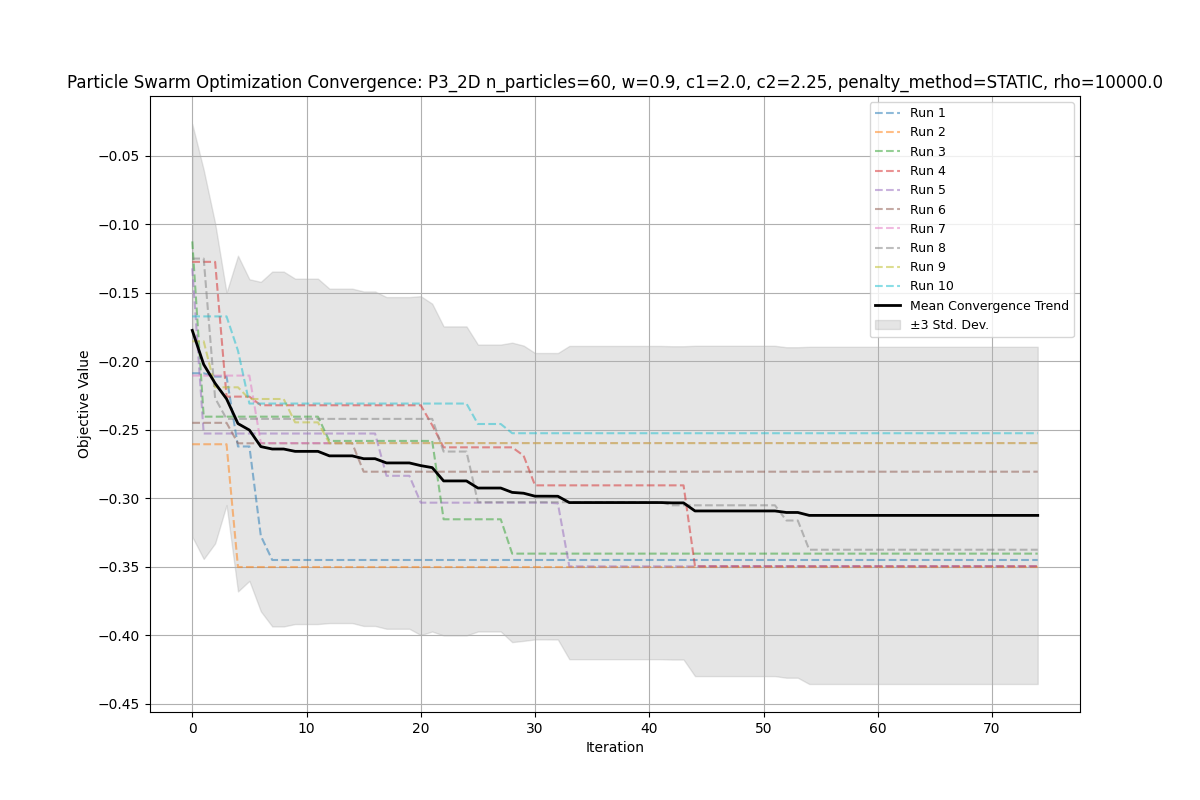 Particle Swarm Optimization Convergence: P3_2D n_particles=60, w=0.9, c1=2.0, c2=2.25, penalty_method=STATIC, rho=10000.0
Run 1
Run 2
Run 3
Run 4
Run 5
Run 6
Run 7
Run 8
Run 9
Run 10
Mean Convergence Trend
±3 Std. Dev.
Objective Value
−0.05
−0.10
−0.15
−0.20
−0.25
−0.30
−0.35
−0.40
−0.45
0 10 20 30 40 50 60 70
Iteration